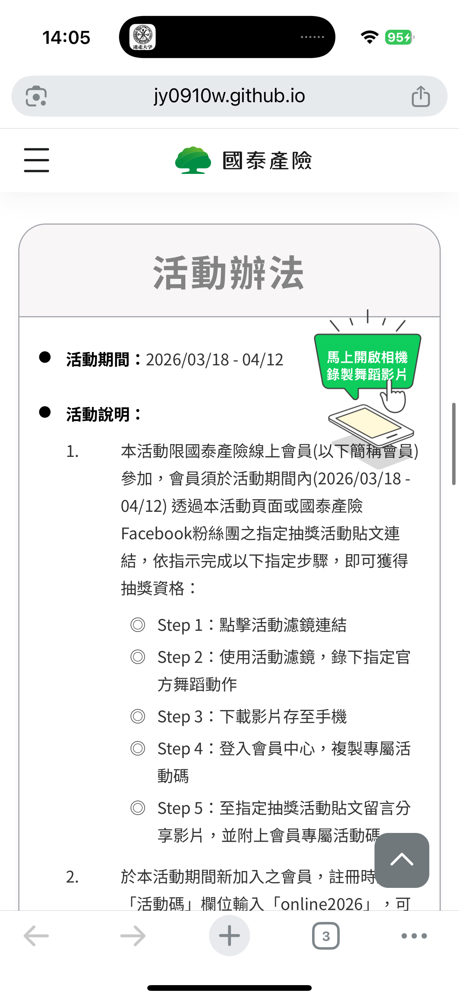 14:05
迷走大学
95
jy0910w.github.io
國泰產險
活動辦法
活動期間：2026/03/18 - 04/12
馬上開啟相機
錄製舞蹈影片
活動說明：
1. 本活動限國泰產險線上會員(以下簡稱會員)
參加，會員須於活動期間內(2026/03/18 -
04/12) 透過本活動頁面或國泰產險
Facebook粉絲團之指定抽獎活動貼文連
結，依指示完成以下指定步驟，即可獲得
抽獎資格：
◎ Step 1：點擊活動濾鏡連結
◎ Step 2：使用活動濾鏡，錄下指定官
方舞蹈動作
◎ Step 3：下載影片存至手機
◎ Step 4：登入會員中心，複製專屬活
動碼
◎ Step 5：至指定抽獎活動貼文留言分
享影片，並附上會員專屬活動碼
2. 於本活動期間新加入之會員，註冊時
「活動碼」欄位輸入「online2026」，可
3